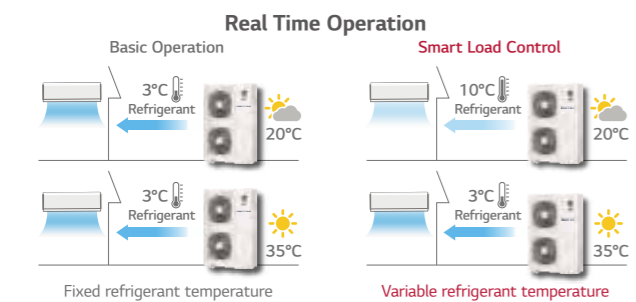 Real Time Operation
Basic Operation
3°C
Refrigerant
20°C
3°C
Refrigerant
35°C
Fixed refrigerant temperature
Smart Load Control
10°C
Refrigerant
20°C
3°C
Refrigerant
35°C
Variable refrigerant temperature